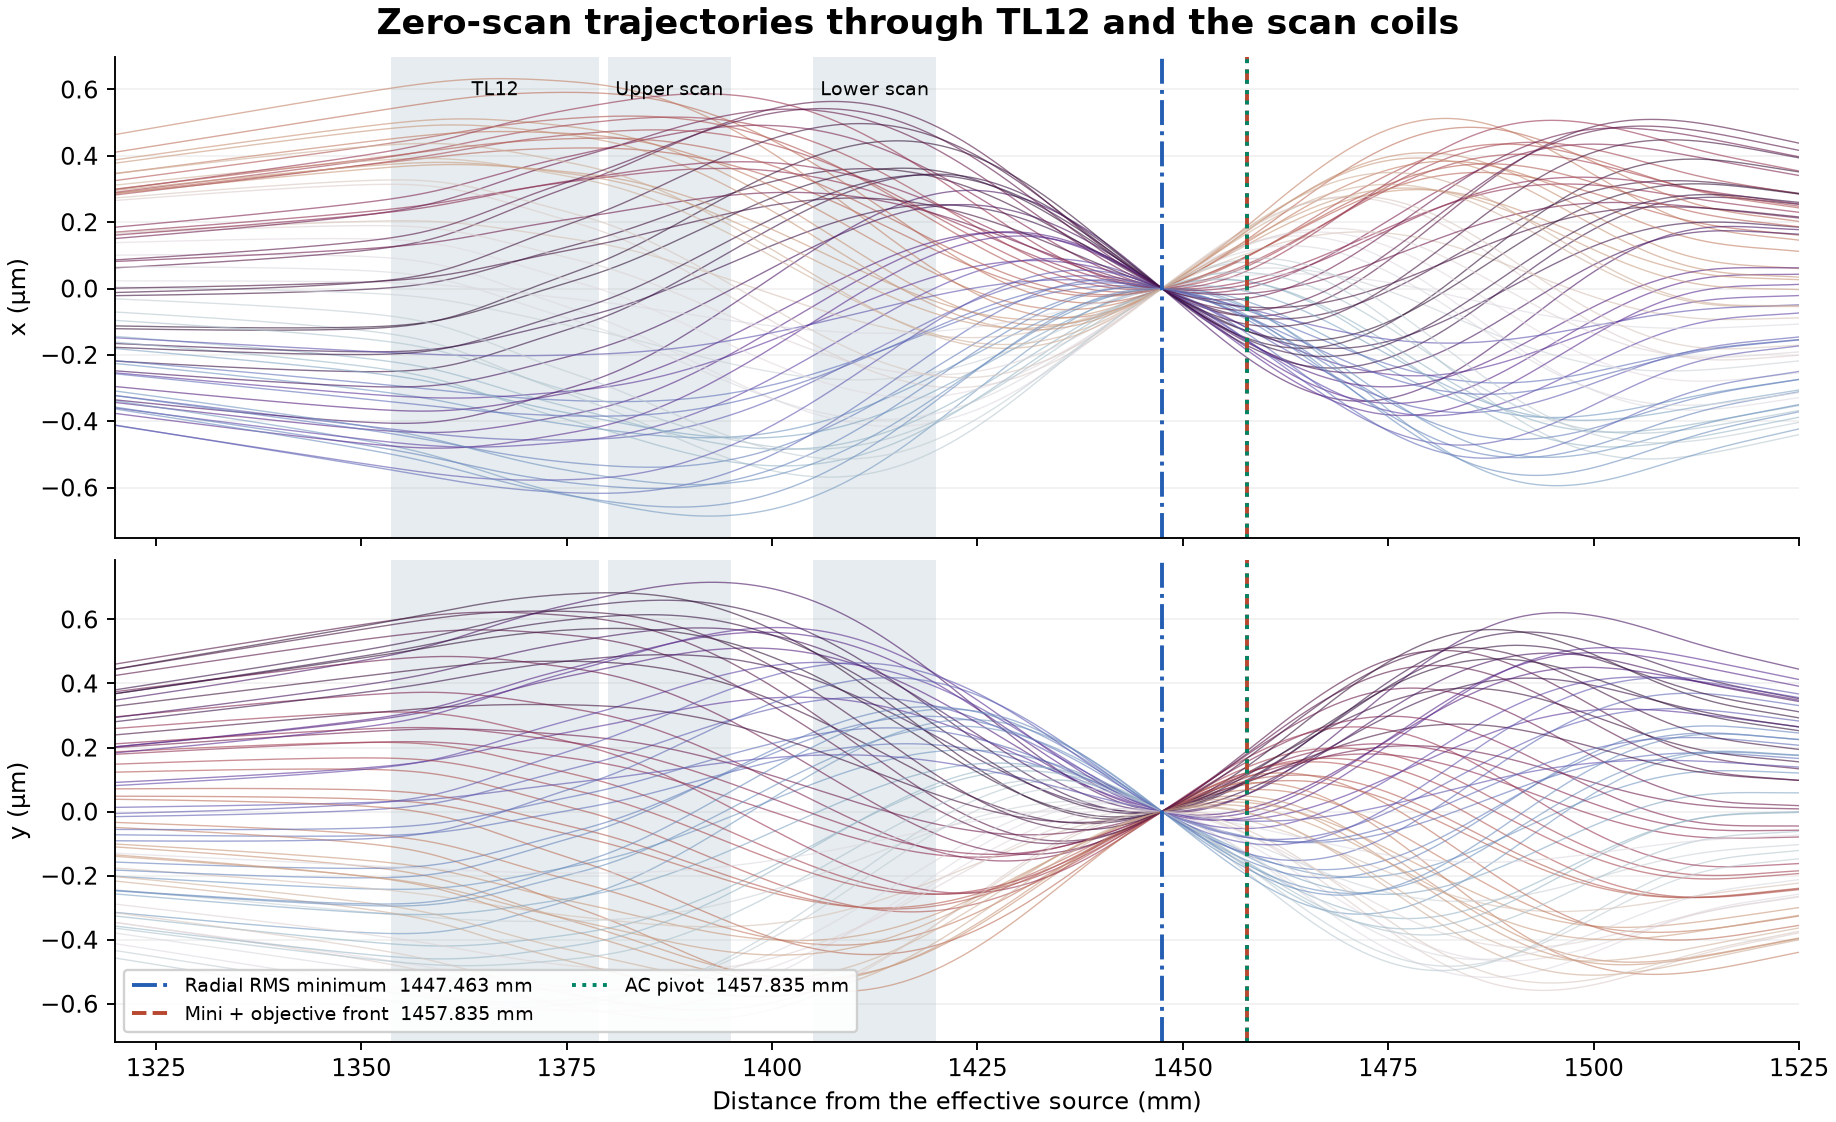 Zero-scan trajectories through TL12 and the scan coils
TL12
Upper scan
Lower scan
x (µm)
0.6
0.4
0.2
0.0
−0.2
−0.4
−0.6
y (µm)
0.6
0.4
0.2
0.0
−0.2
−0.4
−0.6
Radial RMS minimum 1447.463 mm
Mini + objective front 1457.835 mm
AC pivot 1457.835 mm
1325 1350 1375 1400 1425 1450 1475 1500 1525
Distance from the effective source (mm)